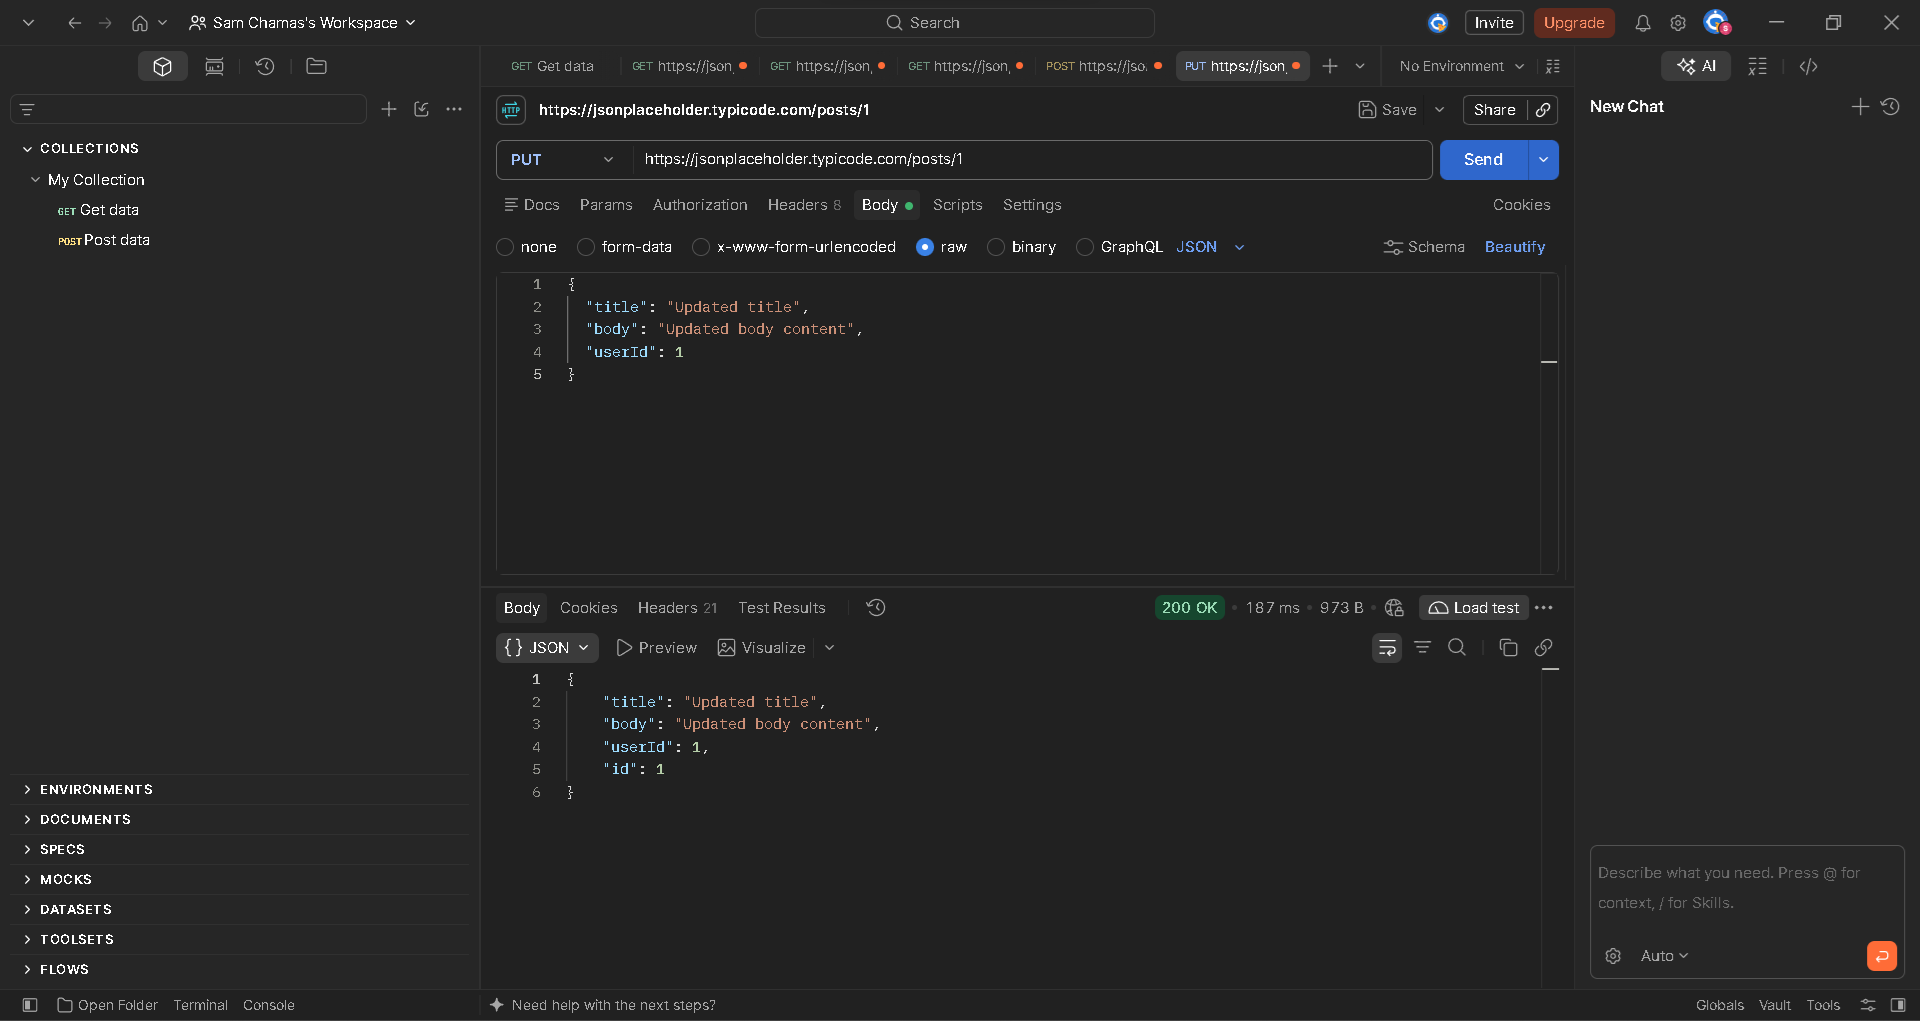 Sam Chamas's Workspace
Search
Invite
Upgrade
GET Get data
GET https://json.
GET https://json.
GET https://json.
POST https://jso.
PUT https://json.
No Environment
AI
COLLECTIONS
My Collection
GET Get data
POST Post data
ENVIRONMENTS
DOCUMENTS
SPECS
MOCKS
DATASETS
TOOLSETS
FLOWS
HTTP https://jsonplaceholder.typicode.com/posts/1
Save
Share
PUT https://jsonplaceholder.typicode.com/posts/1
Send
Docs Params Authorization Headers 8 Body Scripts Settings
Cookies
none form-data x-www-form-urlencoded raw binary GraphQL JSON
Schema Beautify
1 {
2 "title": "Updated title",
3 "body": "Updated body content",
4 "userId": 1
5 }
Body Cookies Headers 21 Test Results
200 OK • 187 ms • 973 B •
Load test
{} JSON Preview Visualize
1 {
2 "title": "Updated title",
3 "body": "Updated body content",
4 "userId": 1,
5 "id": 1
6 }
New Chat
Describe what you need. Press @ for
context, / for Skills.
Auto
Open Folder Terminal Console
Need help with the next steps?
Globals Vault Tools